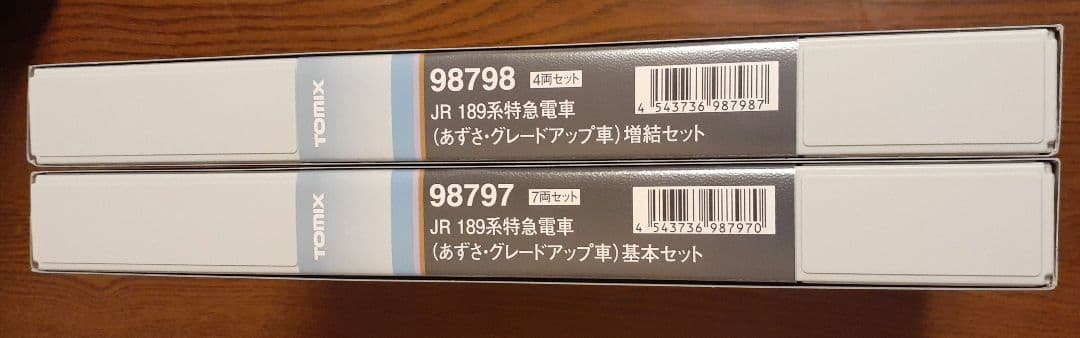 TOMIX
98798 4両セット
JR 189系特急電車
(あずさ・グレードアップ車)増結セット
4 543736 987987
TOMIX
98797 7両セット
JR 189系特急電車
(あずさ・グレードアップ車)基本セット
4 543736 987970